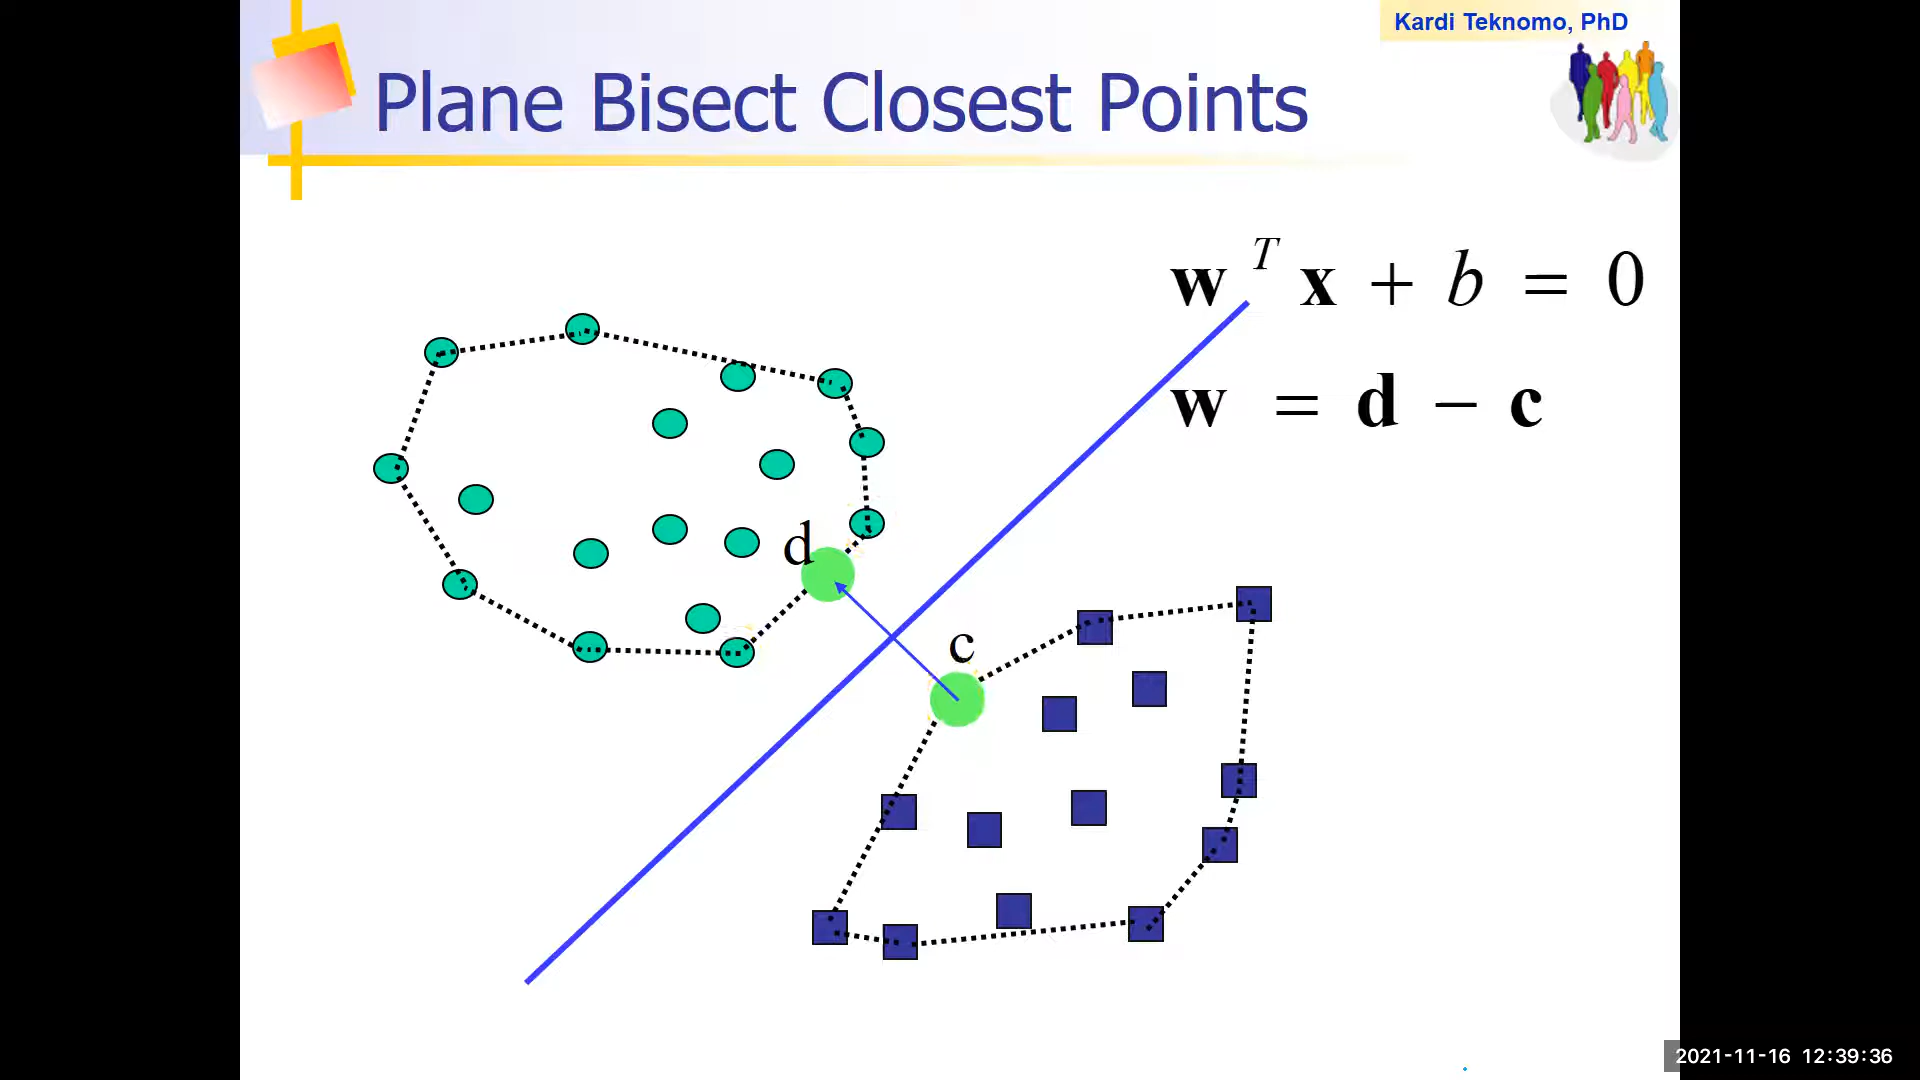 Kardi Teknomo, PhD
Plane Bisect Closest Points
w^T x + b = 0
w = d − c
d
c
2021-11-16 12:39:36